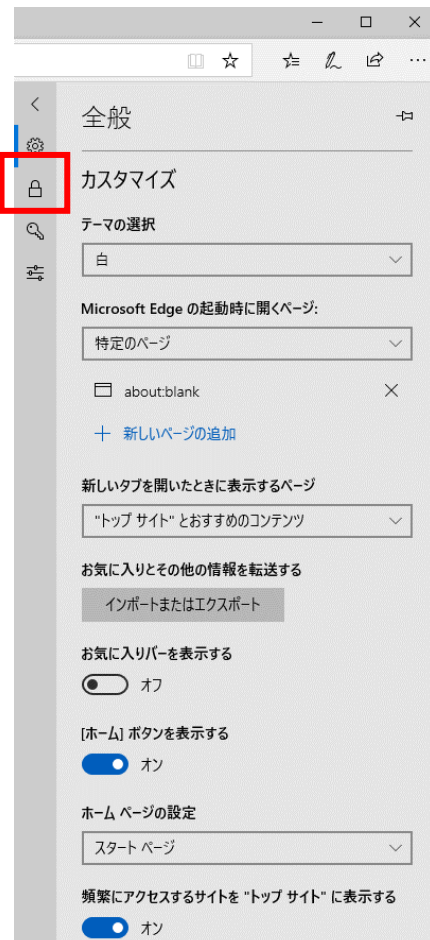 全般
カスタマイズ
テーマの選択
白
Microsoft Edge の起動時に開くページ:
特定のページ
about:blank
新しいページの追加
新しいタブを開いたときに表示するページ
"トップ サイト" とおすすめのコンテンツ
お気に入りとその他の情報を転送する
インポートまたはエクスポート
お気に入りバーを表示する
オフ
[ホーム] ボタンを表示する
オン
ホーム ページの設定
スタート ページ
頻繁にアクセスするサイトを "トップ サイト" に表示する
オン